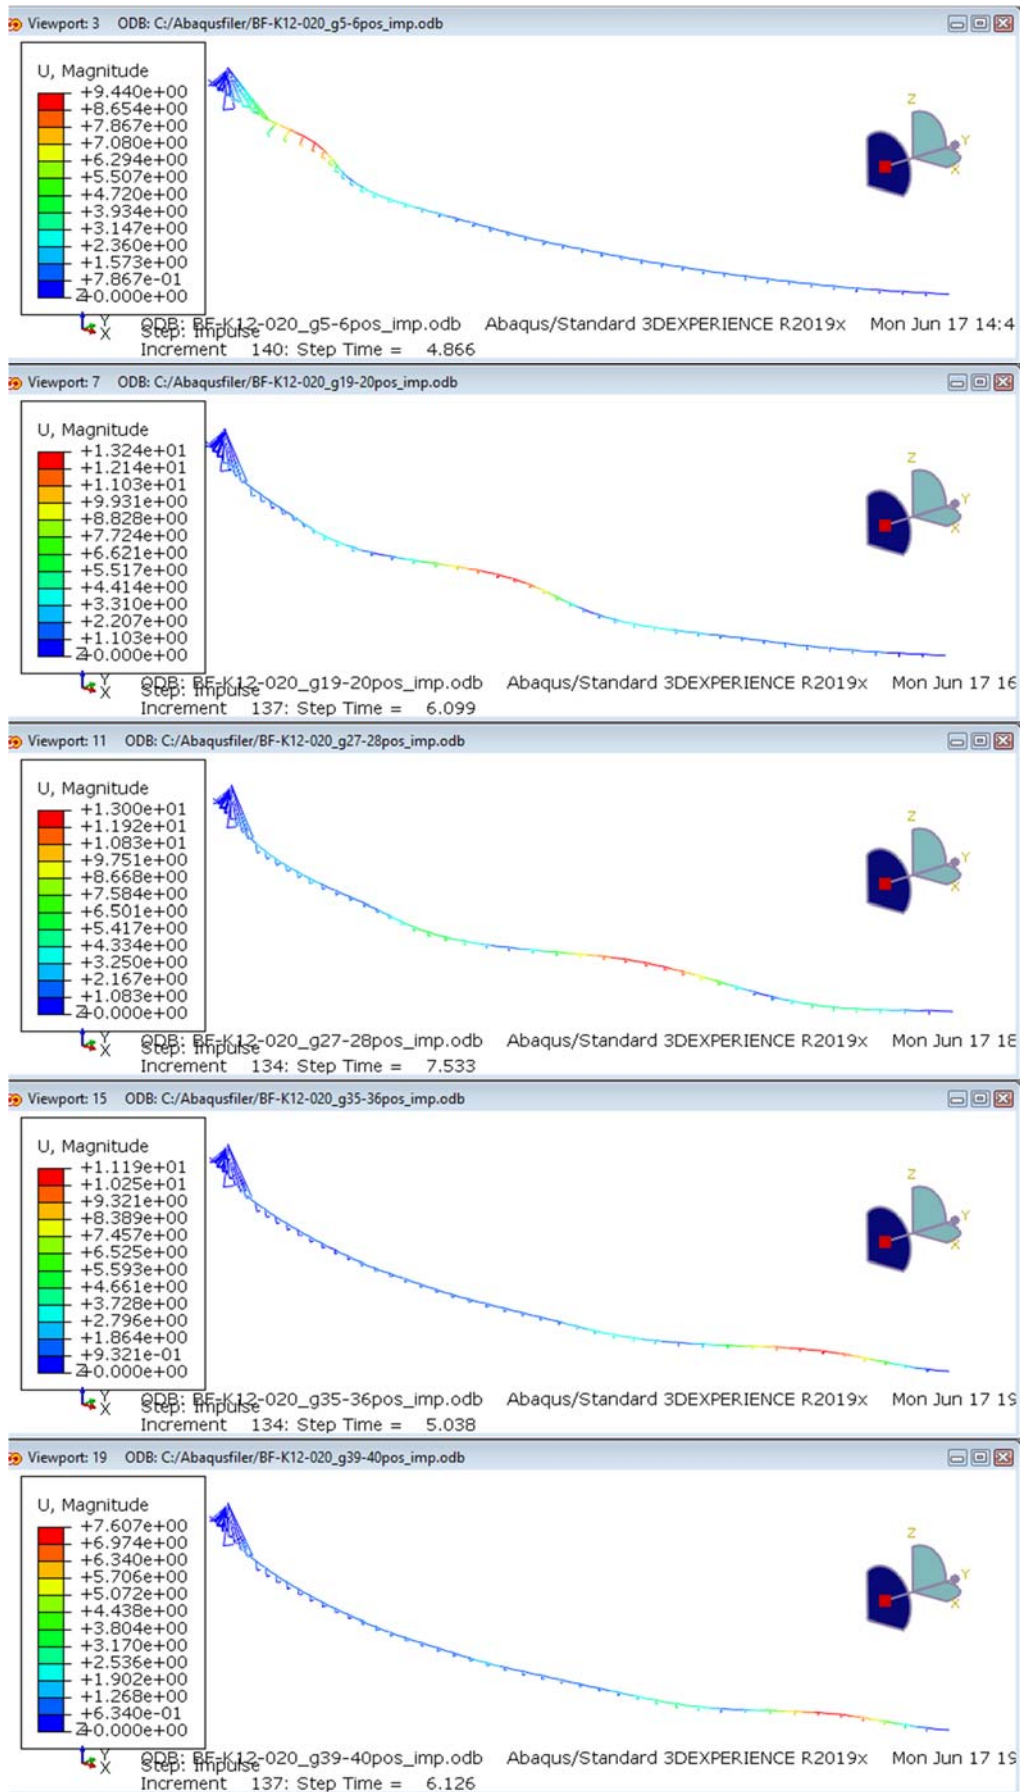 Viewport: 3 ODB: C:/Abaqusfiler/BF-K12-020_g5-6pos_imp.odb
U, Magnitude
+9.440e+00
+8.654e+00
+7.867e+00
+7.080e+00
+6.294e+00
+5.507e+00
+4.720e+00
+3.934e+00
+3.147e+00
+2.360e+00
+1.573e+00
+7.867e-01
+0.000e+00
Z
Y
X
Z
Y
X
ODB: BF-K12-020_g5-6pos_imp.odb Abaqus/Standard 3DEXPERIENCE R2019x Mon Jun 17 14:4
Step: Impulse
Increment 140: Step Time = 4.866
Viewport: 7 ODB: C:/Abaqusfiler/BF-K12-020_g19-20pos_imp.odb
U, Magnitude
+1.324e+01
+1.214e+01
+1.103e+01
+9.931e+00
+8.828e+00
+7.724e+00
+6.621e+00
+5.517e+00
+4.414e+00
+3.310e+00
+2.207e+00
+1.103e+00
+0.000e+00
Z
Y
X
Z
Y
X
ODB: BF-K12-020_g19-20pos_imp.odb Abaqus/Standard 3DEXPERIENCE R2019x Mon Jun 17 16
Step: Impulse
Increment 137: Step Time = 6.099
Viewport: 11 ODB: C:/Abaqusfiler/BF-K12-020_g27-28pos_imp.odb
U, Magnitude
+1.300e+01
+1.192e+01
+1.083e+01
+9.751e+00
+8.668e+00
+7.584e+00
+6.501e+00
+5.417e+00
+4.334e+00
+3.250e+00
+2.167e+00
+1.083e+00
+0.000e+00
Z
Y
X
Z
Y
X
ODB: BF-K12-020_g27-28pos_imp.odb Abaqus/Standard 3DEXPERIENCE R2019x Mon Jun 17 18
Step: Impulse
Increment 134: Step Time = 7.533
Viewport: 15 ODB: C:/Abaqusfiler/BF-K12-020_g35-36pos_imp.odb
U, Magnitude
+1.119e+01
+1.025e+01
+9.321e+00
+8.389e+00
+7.457e+00
+6.525e+00
+5.593e+00
+4.661e+00
+3.728e+00
+2.796e+00
+1.864e+00
+9.321e-01
+0.000e+00
Z
Y
X
Z
Y
X
ODB: BF-K12-020_g35-36pos_imp.odb Abaqus/Standard 3DEXPERIENCE R2019x Mon Jun 17 19
Step: Impulse
Increment 134: Step Time = 5.038
Viewport: 19 ODB: C:/Abaqusfiler/BF-K12-020_g39-40pos_imp.odb
U, Magnitude
+7.607e+00
+6.974e+00
+6.340e+00
+5.706e+00
+5.072e+00
+4.438e+00
+3.804e+00
+3.170e+00
+2.536e+00
+1.902e+00
+1.268e+00
+6.340e-01
+0.000e+00
Z
Y
X
Z
Y
X
ODB: BF-K12-020_g39-40pos_imp.odb Abaqus/Standard 3DEXPERIENCE R2019x Mon Jun 17 19
Step: Impulse
Increment 137: Step Time = 6.126